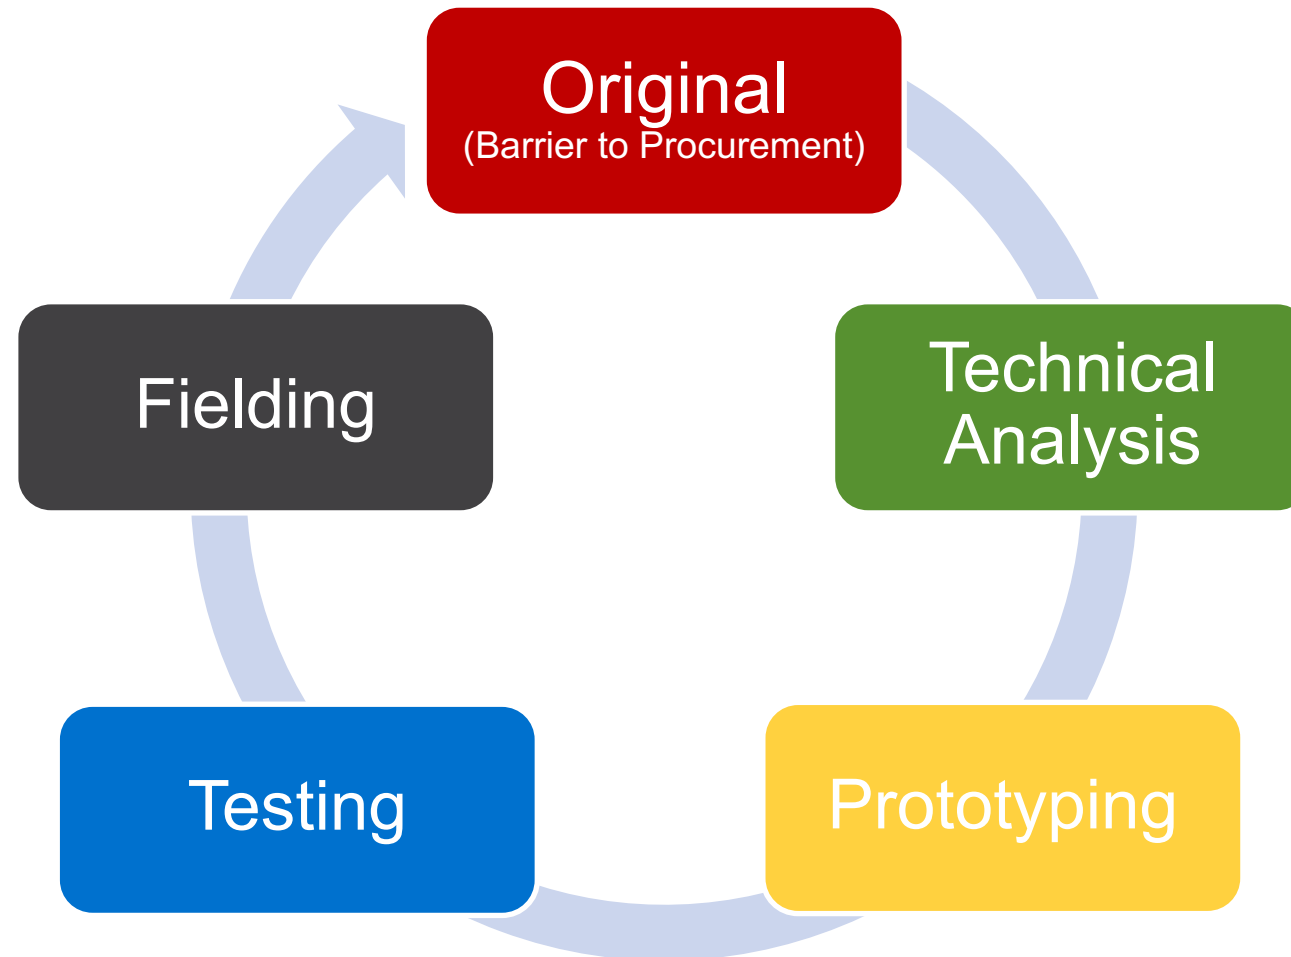 Original
(Barrier to Procurement)
Technical
Analysis
Prototyping
Testing
Fielding